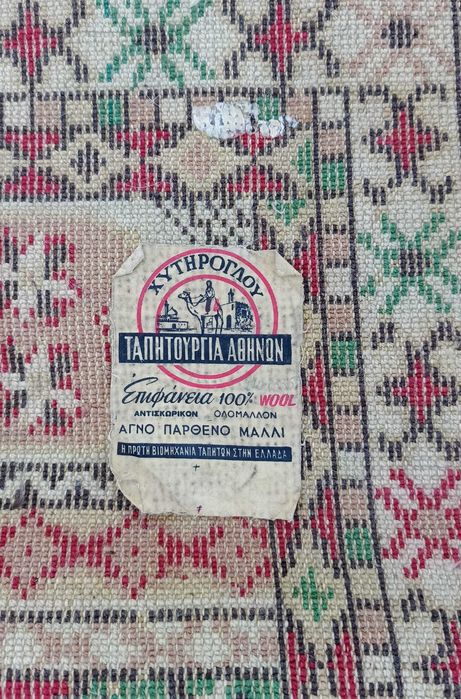 ΧΥΤΗΡΟΓΛΟΥ
ΤΑΠΗΤΟΥΡΓΙΑ ΑΘΗΝΩΝ
Επιφάνεια 100% WOOL
ΑΝΤΙΣΚΩΡΙΚΟΝ ΟΛΟΜΑΛΛΟΝ
ΑΓΝΟ ΠΑΡΘΕΝΟ ΜΑΛΛΙ
Η ΠΡΩΤΗ ΒΙΟΜΗΧΑΝΙΑ ΤΑΠΗΤΩΝ ΣΤΗΝ ΕΛΛΑΔΑ